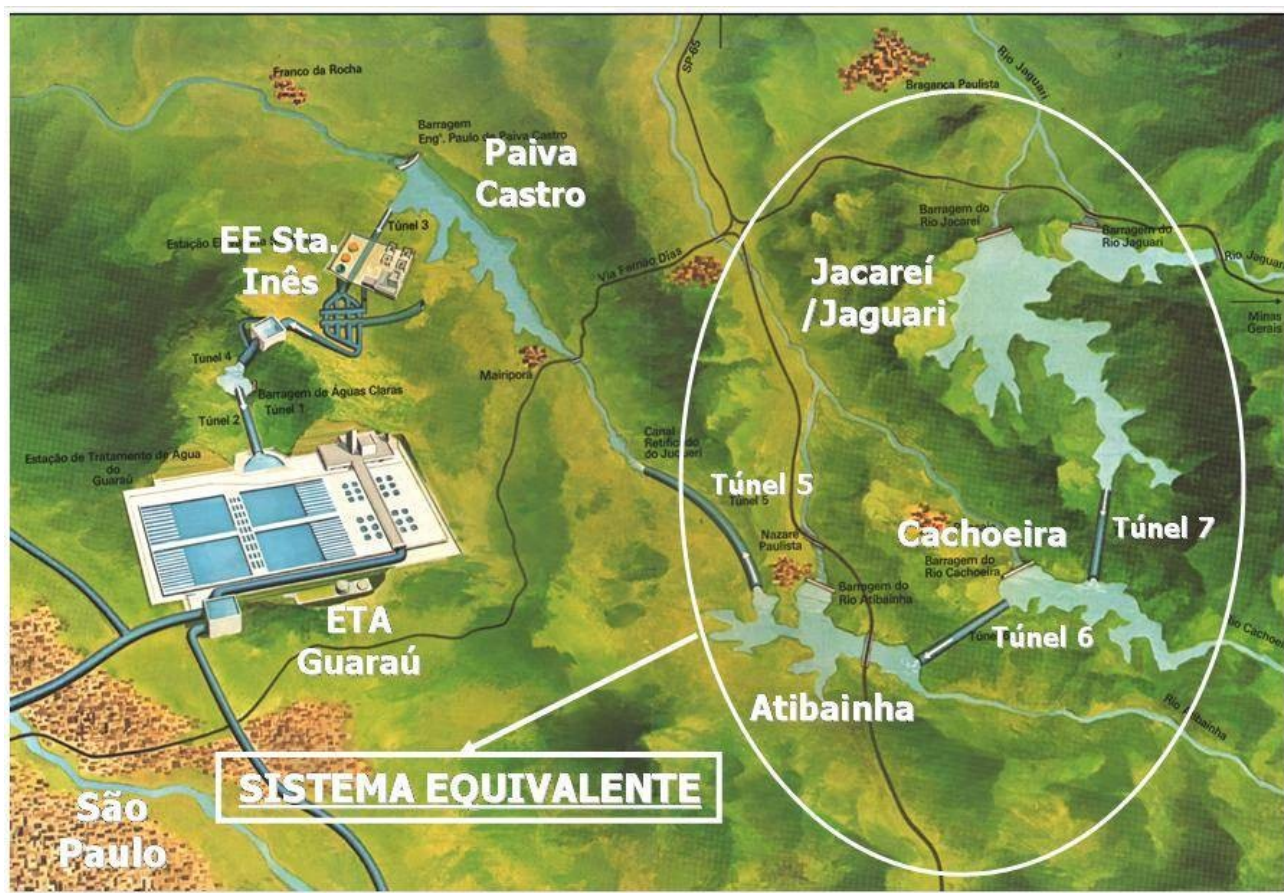 SP-65
Rio Jaguari
Franco da Rocha
Bragança Paulista
Barragem
Eng°. Paulo de Paiva Castro
Paiva
Castro
Túnel 3
EE Sta.
Inês
Estação
Barragem do
Rio Jacareí
Barragem do
Rio Jaguari
Rio Jaguari
Jacareí
/Jaguari
Via Fernão Dias
Minas
Gerais
Túnel 4
Mairiporã
Barragem de Águas Claras
Túnel 1
Túnel 2
Canal
Retificado
do Juqueri
Estação de Tratamento de Água
do
Guaraú
Túnel 5
Túnel 5
Túnel 7
Cachoeira
Nazaré
Paulista
Barragem do
Rio Cachoeira
Barragem do
Rio Atibainha
Túnel 6
Rio Cachoeira
ETA
Guaraú
Atibainha
Rio Atibainha
SISTEMA EQUIVALENTE
São
Paulo